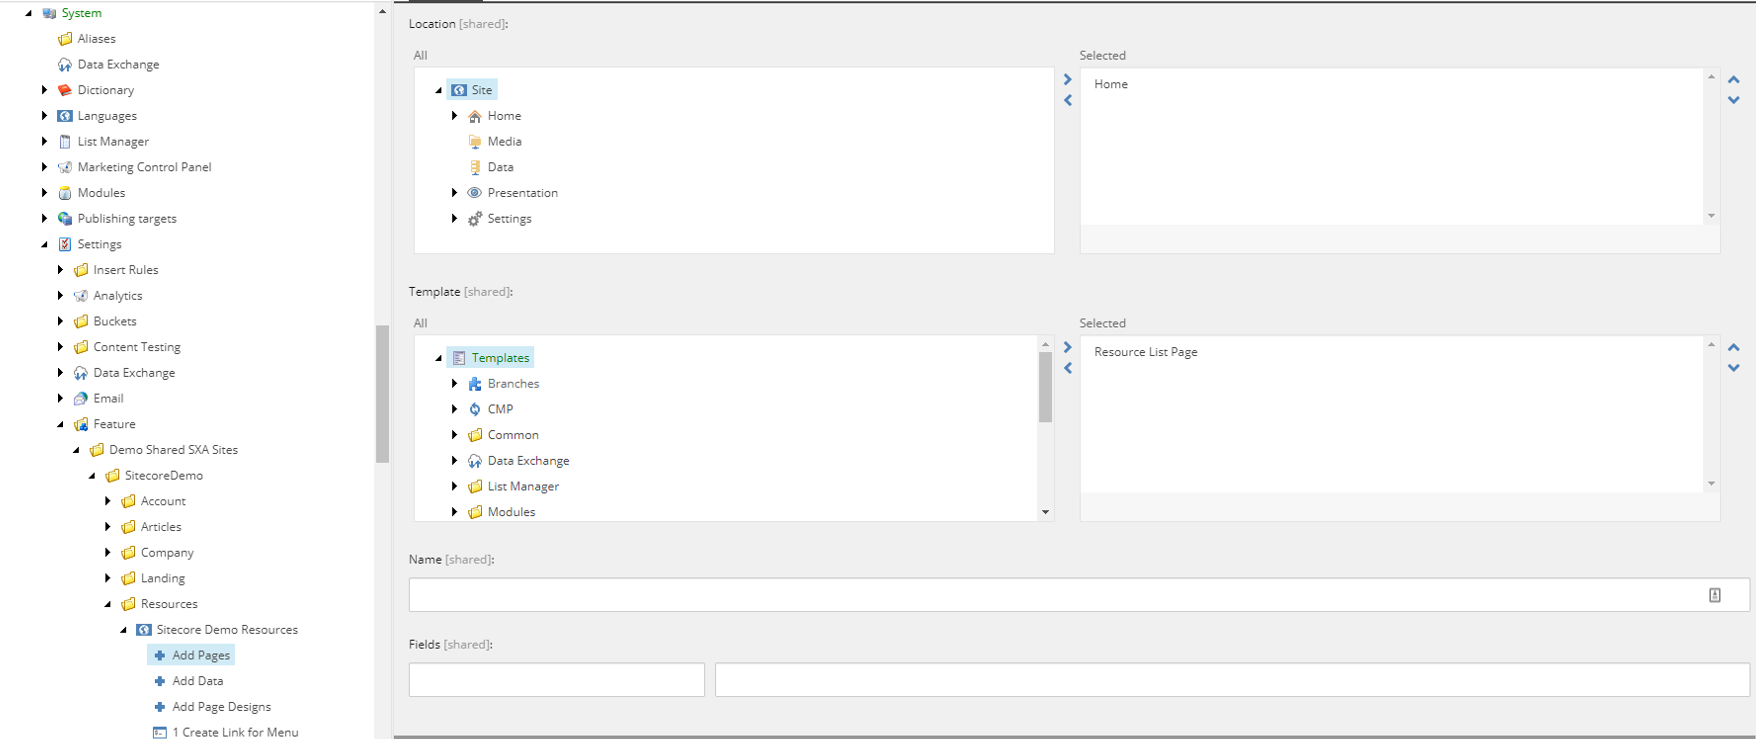 System
Aliases
Data Exchange
Dictionary
Languages
List Manager
Marketing Control Panel
Modules
Publishing targets
Settings
Insert Rules
Analytics
Buckets
Content Testing
Data Exchange
Email
Feature
Demo Shared SXA Sites
SitecoreDemo
Account
Articles
Company
Landing
Resources
Sitecore Demo Resources
Add Pages
Add Data
Add Page Designs
1 Create Link for Menu
Location [shared]:
All
Site
Home
Media
Data
Presentation
Settings
Selected
Home
Template [shared]:
All
Templates
Branches
CMP
Common
Data Exchange
List Manager
Modules
Selected
Resource List Page
Name [shared]:
Fields [shared]: